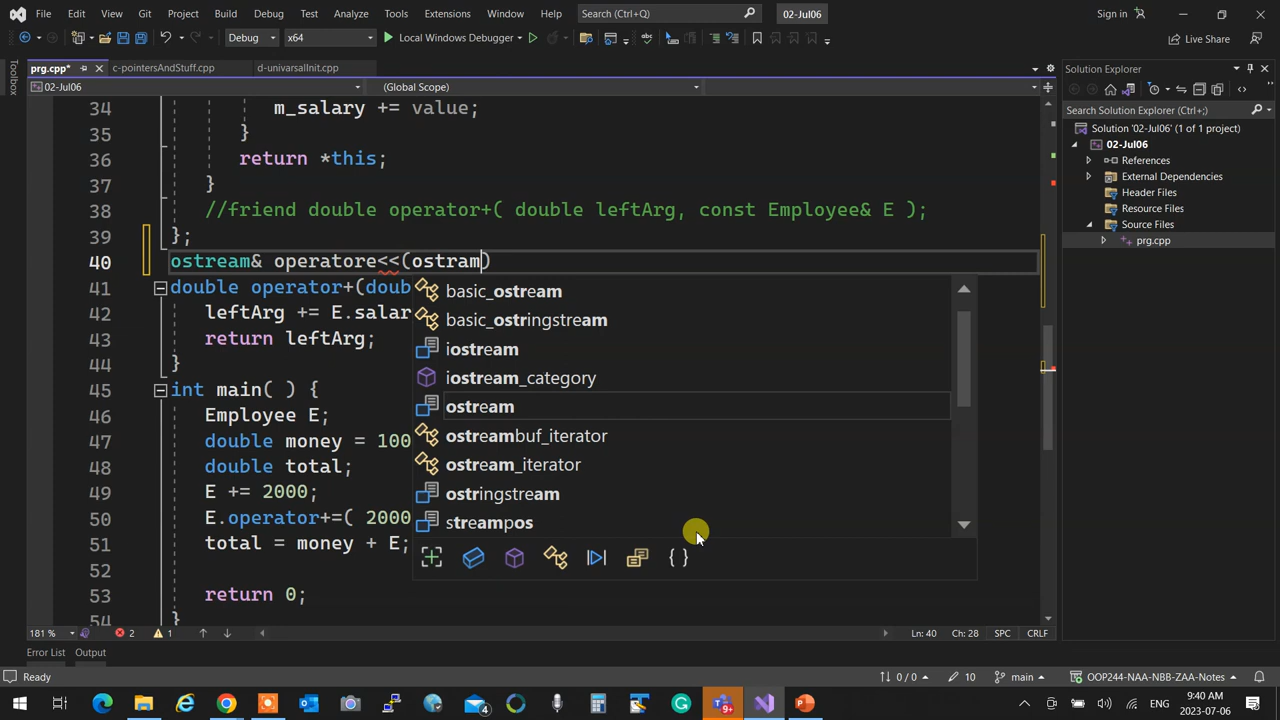 File Edit View Git Project Build Debug Test Analyze Tools Extensions Window Help Search (Ctrl+Q) 02-Jul06 Sign in
Debug x64 Local Windows Debugger Live Share
Toolbox
prg.cpp* c-pointersAndStuff.cpp d-univarsalInit.cpp
02-Jul06 (Global Scope)
34 m_salary += value;
35 }
36 return *this;
37 }
38 //friend double operator+( double leftArg, const Employee& E );
39 };
40 ostream& operatore<<(ostram)
41 double operator+(doub
42 leftArg += E.salar
43 return leftArg;
44 }
45 int main( ) {
46 Employee E;
47 double money = 100
48 double total;
49 E += 2000;
50 E.operator+=( 2000
51 total = money + E;
52
53 return 0;
54 }
basic_ostream
basic_ostringstream
iostream
iostream_category
ostream
ostreambuf_iterator
ostream_iterator
ostringstream
streampos
{ }
Solution Explorer
Search Solution Explorer (Ctrl+;)
Solution '02-Jul06' (1 of 1 project)
02-Jul06
References
External Dependencies
Header Files
Resource Files
Source Files
prg.cpp
181 % 2 1 Ln: 40 Ch: 28 SPC CRLF
Error List Output
Ready 0 / 0 10 main OOP244-NAA-NBB-ZAA-Notes
4 9+ ENG 9:40 AM
2023-07-06